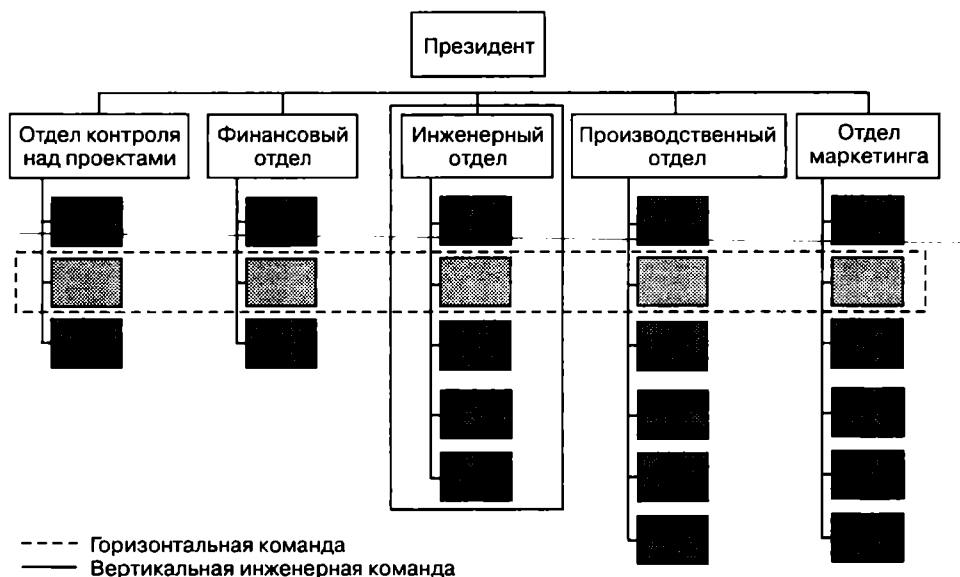 Президент
Отдел контроля
над проектами
Финансовый
отдел
Инженерный
отдел
Производственный
отдел
Отдел
маркетинга
Горизонтальная команда
Вертикальная инженерная команда